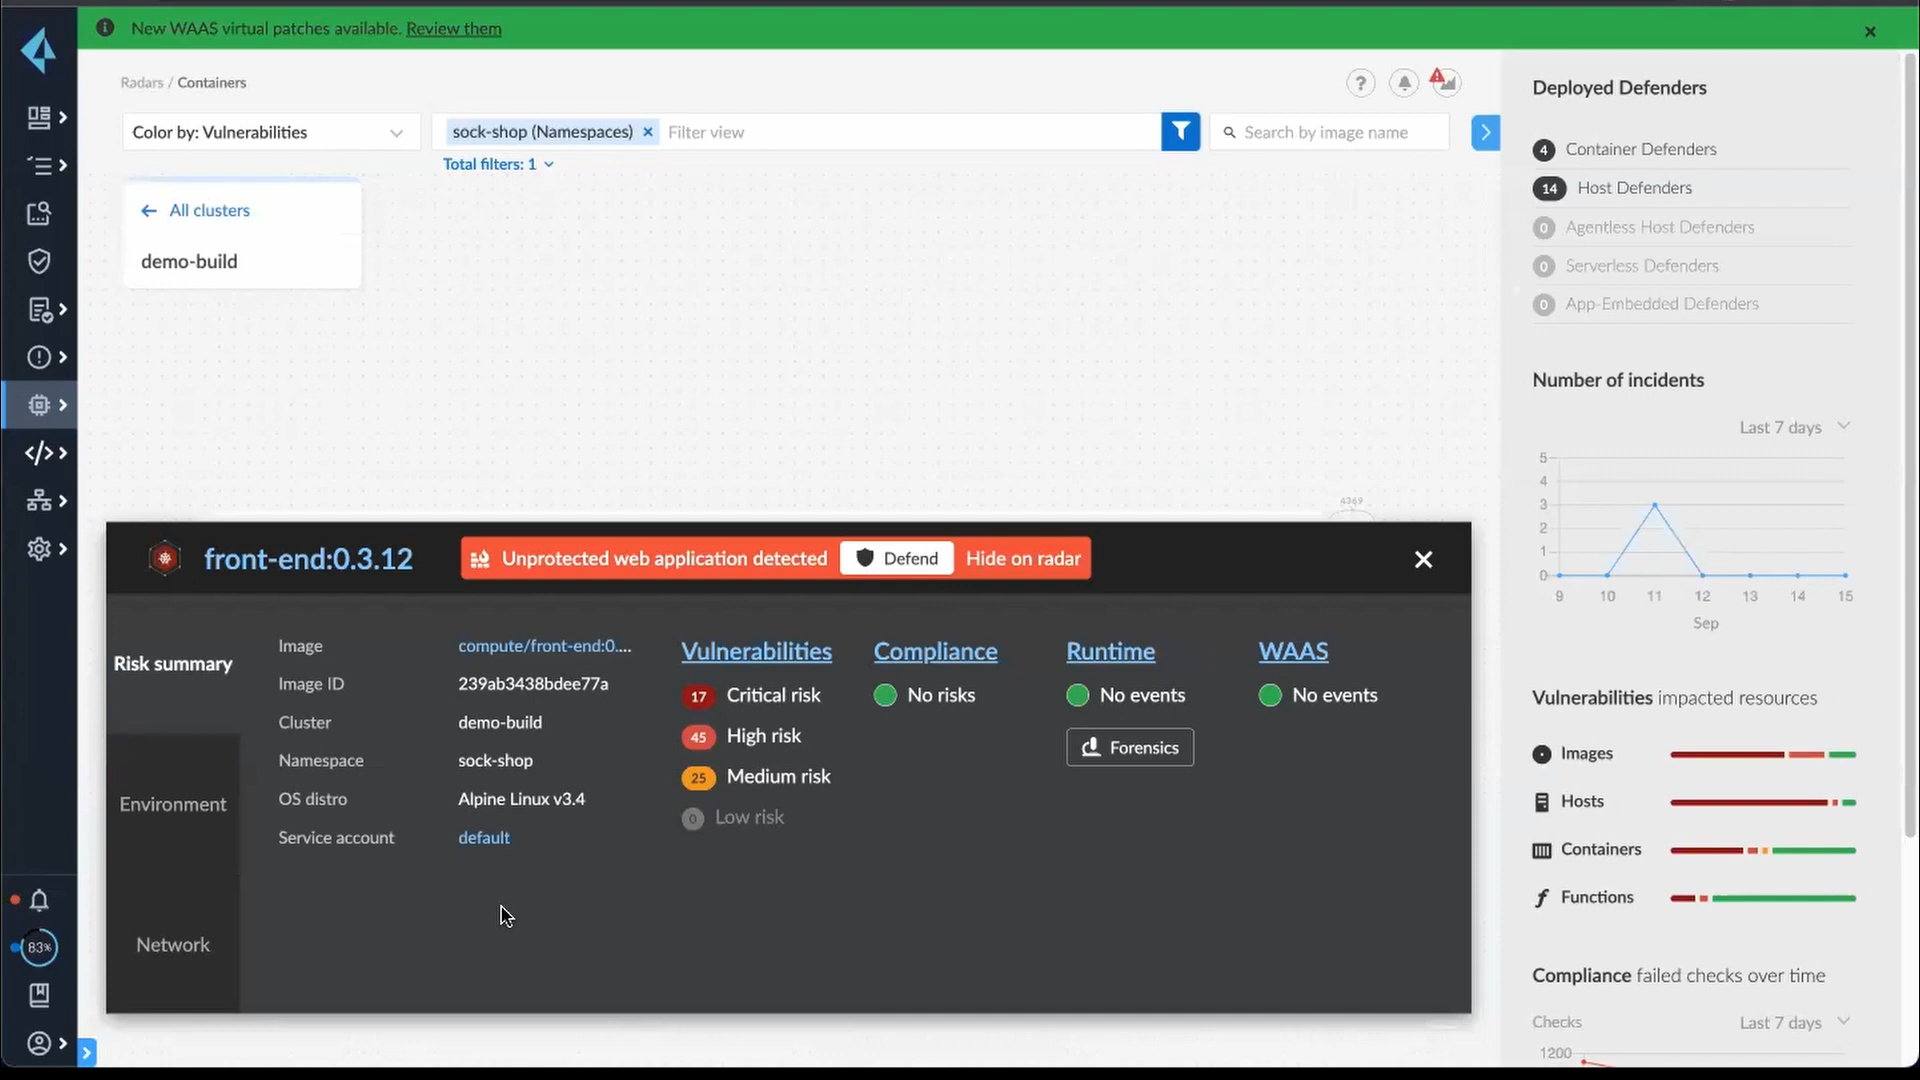 New WAAS virtual patches available. Review them
Radars / Containers
Color by: Vulnerabilities
sock-shop (Namespaces)
Filter view
Search by image name
Total filters: 1
All clusters
demo-build
4369
front-end:0.3.12
Unprotected web application detected
Defend
Hide on radar
Risk summary
Environment
Network
Image
compute/front-end:0....
Image ID
239ab3438bdee77a
Cluster
demo-build
Namespace
sock-shop
OS distro
Alpine Linux v3.4
Service account
default
Vulnerabilities
17 Critical risk
45 High risk
25 Medium risk
0 Low risk
Compliance
No risks
Runtime
No events
Forensics
WAAS
No events
Deployed Defenders
4 Container Defenders
14 Host Defenders
0 Agentless Host Defenders
0 Serverless Defenders
0 App-Embedded Defenders
Number of incidents
Last 7 days
5
4
3
2
1
0
9 10 11 12 13 14 15
Sep
Vulnerabilities impacted resources
Images
Hosts
Containers
Functions
Compliance failed checks over time
Checks
Last 7 days
1200
83%